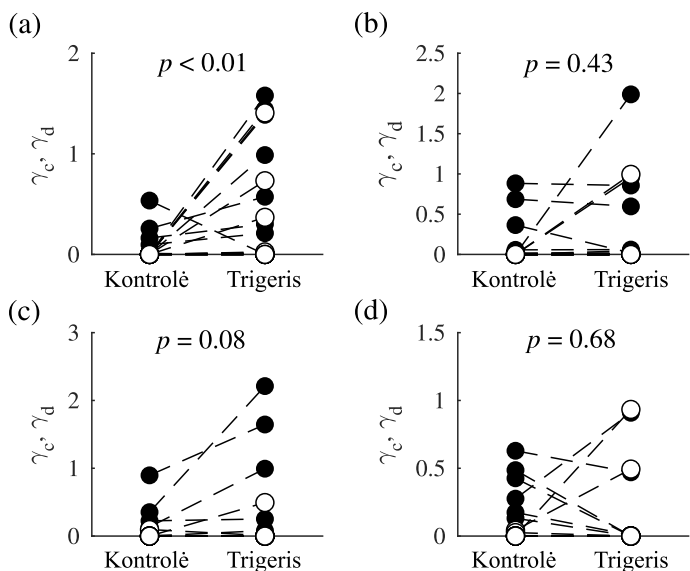 (a)
p < 0.01
2
1
0
γc, γd
Kontrolė Trigeris
(b)
p = 0.43
2.5
2
1.5
1
0.5
0
γc, γd
Kontrolė Trigeris
(c)
p = 0.08
3
2
1
0
γc, γd
Kontrolė Trigeris
(d)
p = 0.68
1.5
1
0.5
0
γc, γd
Kontrolė Trigeris